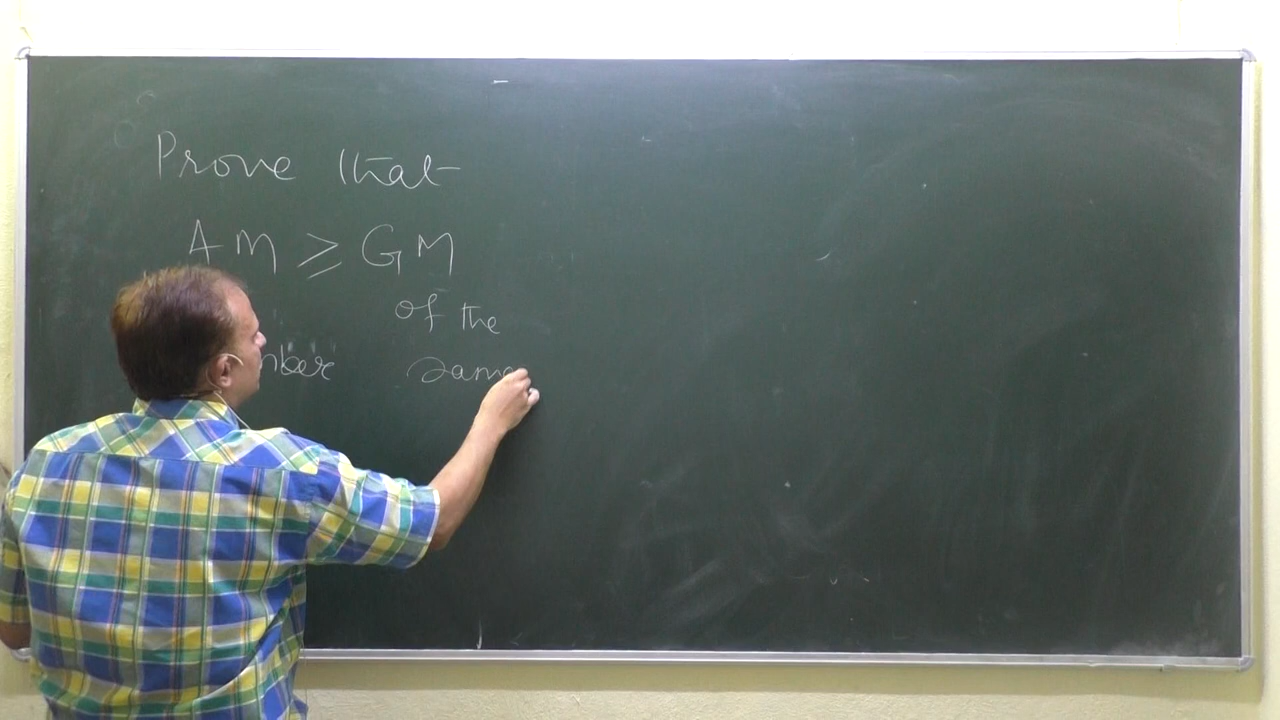 Prove that
AM ≥ GM
of the
same